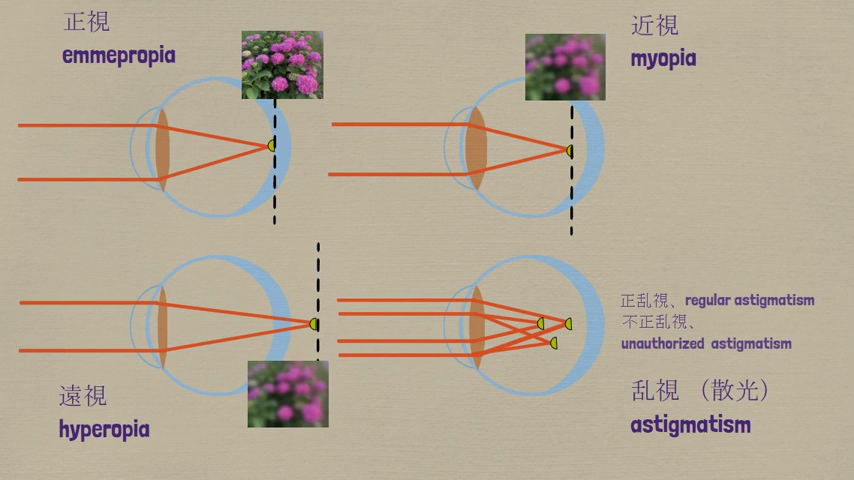 正視
emmepropia
近視
myopia
遠視
hyperopia
正乱視、regular astigmatism
不正乱視、
unauthorized astigmatism
乱視 （散光）
astigmatism